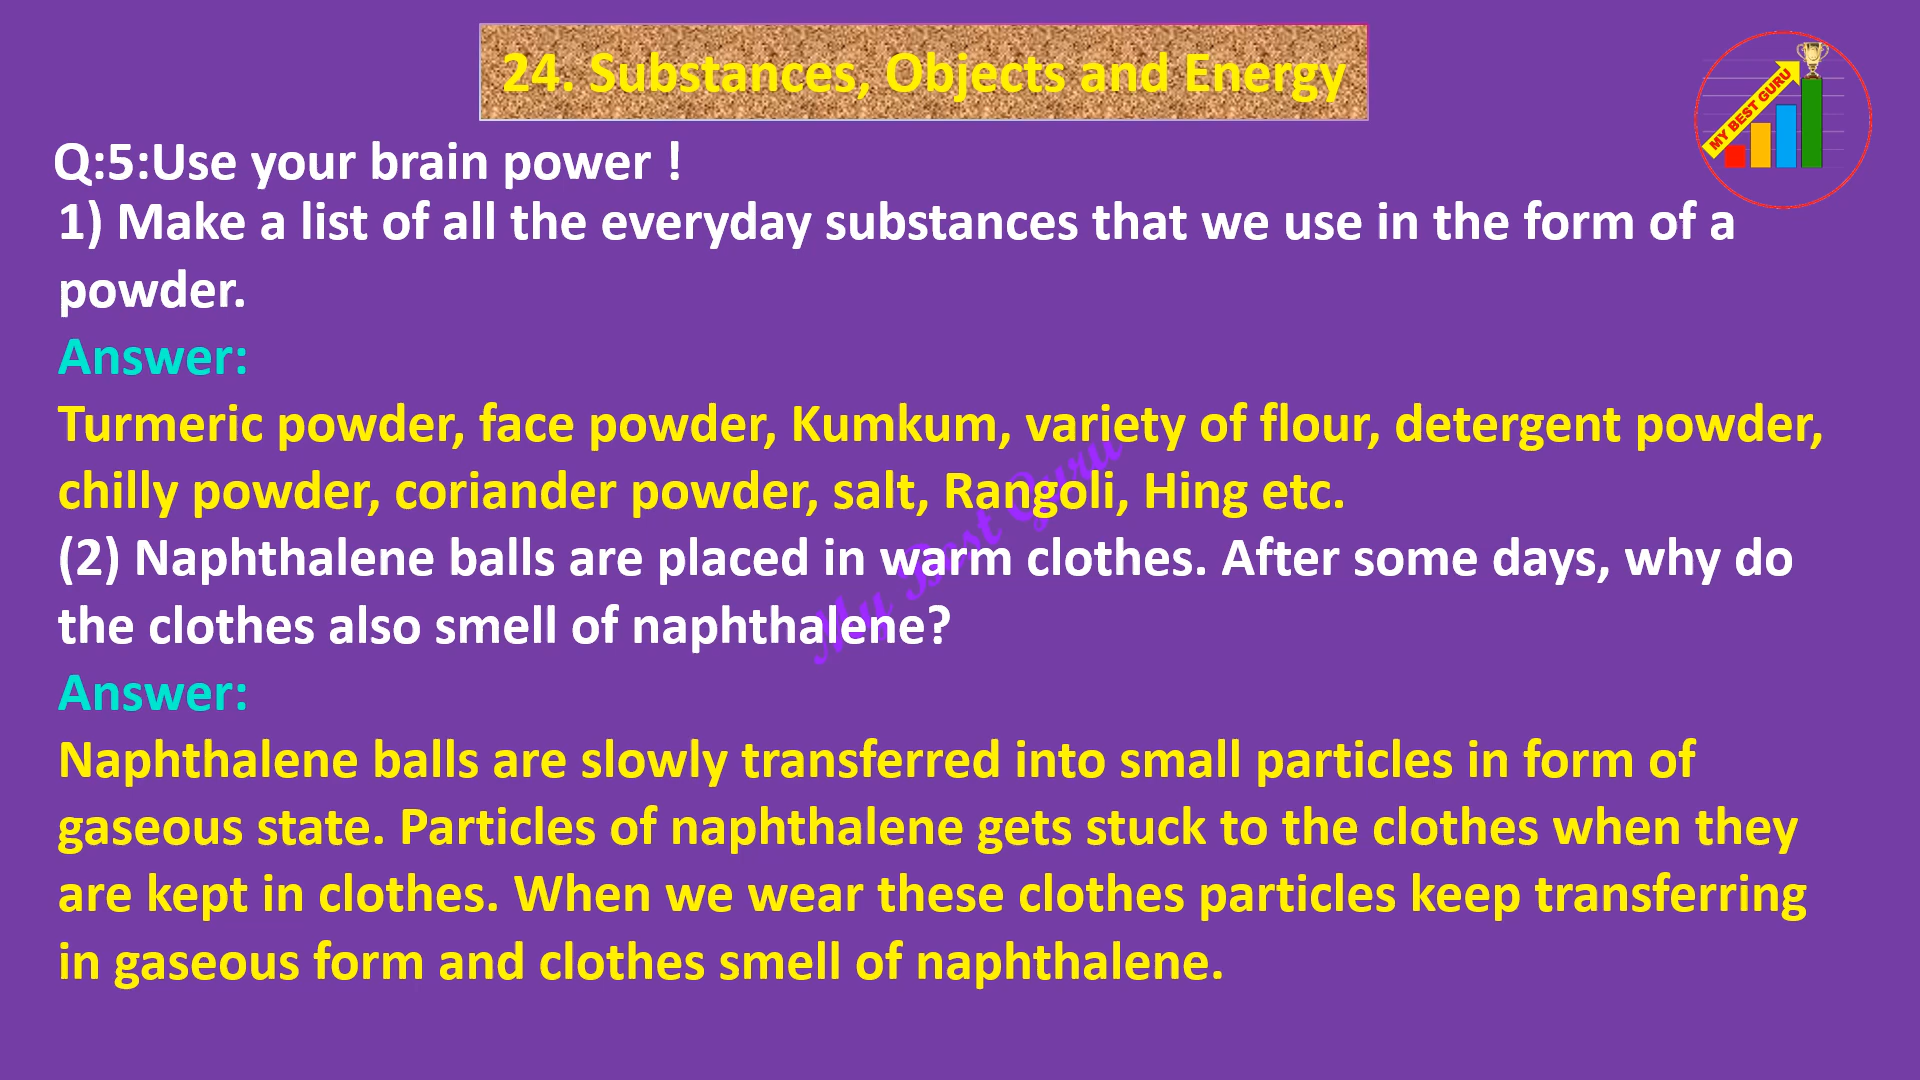 24. Substances, Objects and Energy
MY BEST GURU
Q:5:Use your brain power !
1) Make a list of all the everyday substances that we use in the form of a
powder.
Answer:
Turmeric powder, face powder, Kumkum, variety of flour, detergent powder,
chilly powder, coriander powder, salt, Rangoli, Hing etc.
(2) Naphthalene balls are placed in warm clothes. After some days, why do
the clothes also smell of naphthalene?
Answer:
Naphthalene balls are slowly transferred into small particles in form of
gaseous state. Particles of naphthalene gets stuck to the clothes when they
are kept in clothes. When we wear these clothes particles keep transferring
in gaseous form and clothes smell of naphthalene.
My Best Guru